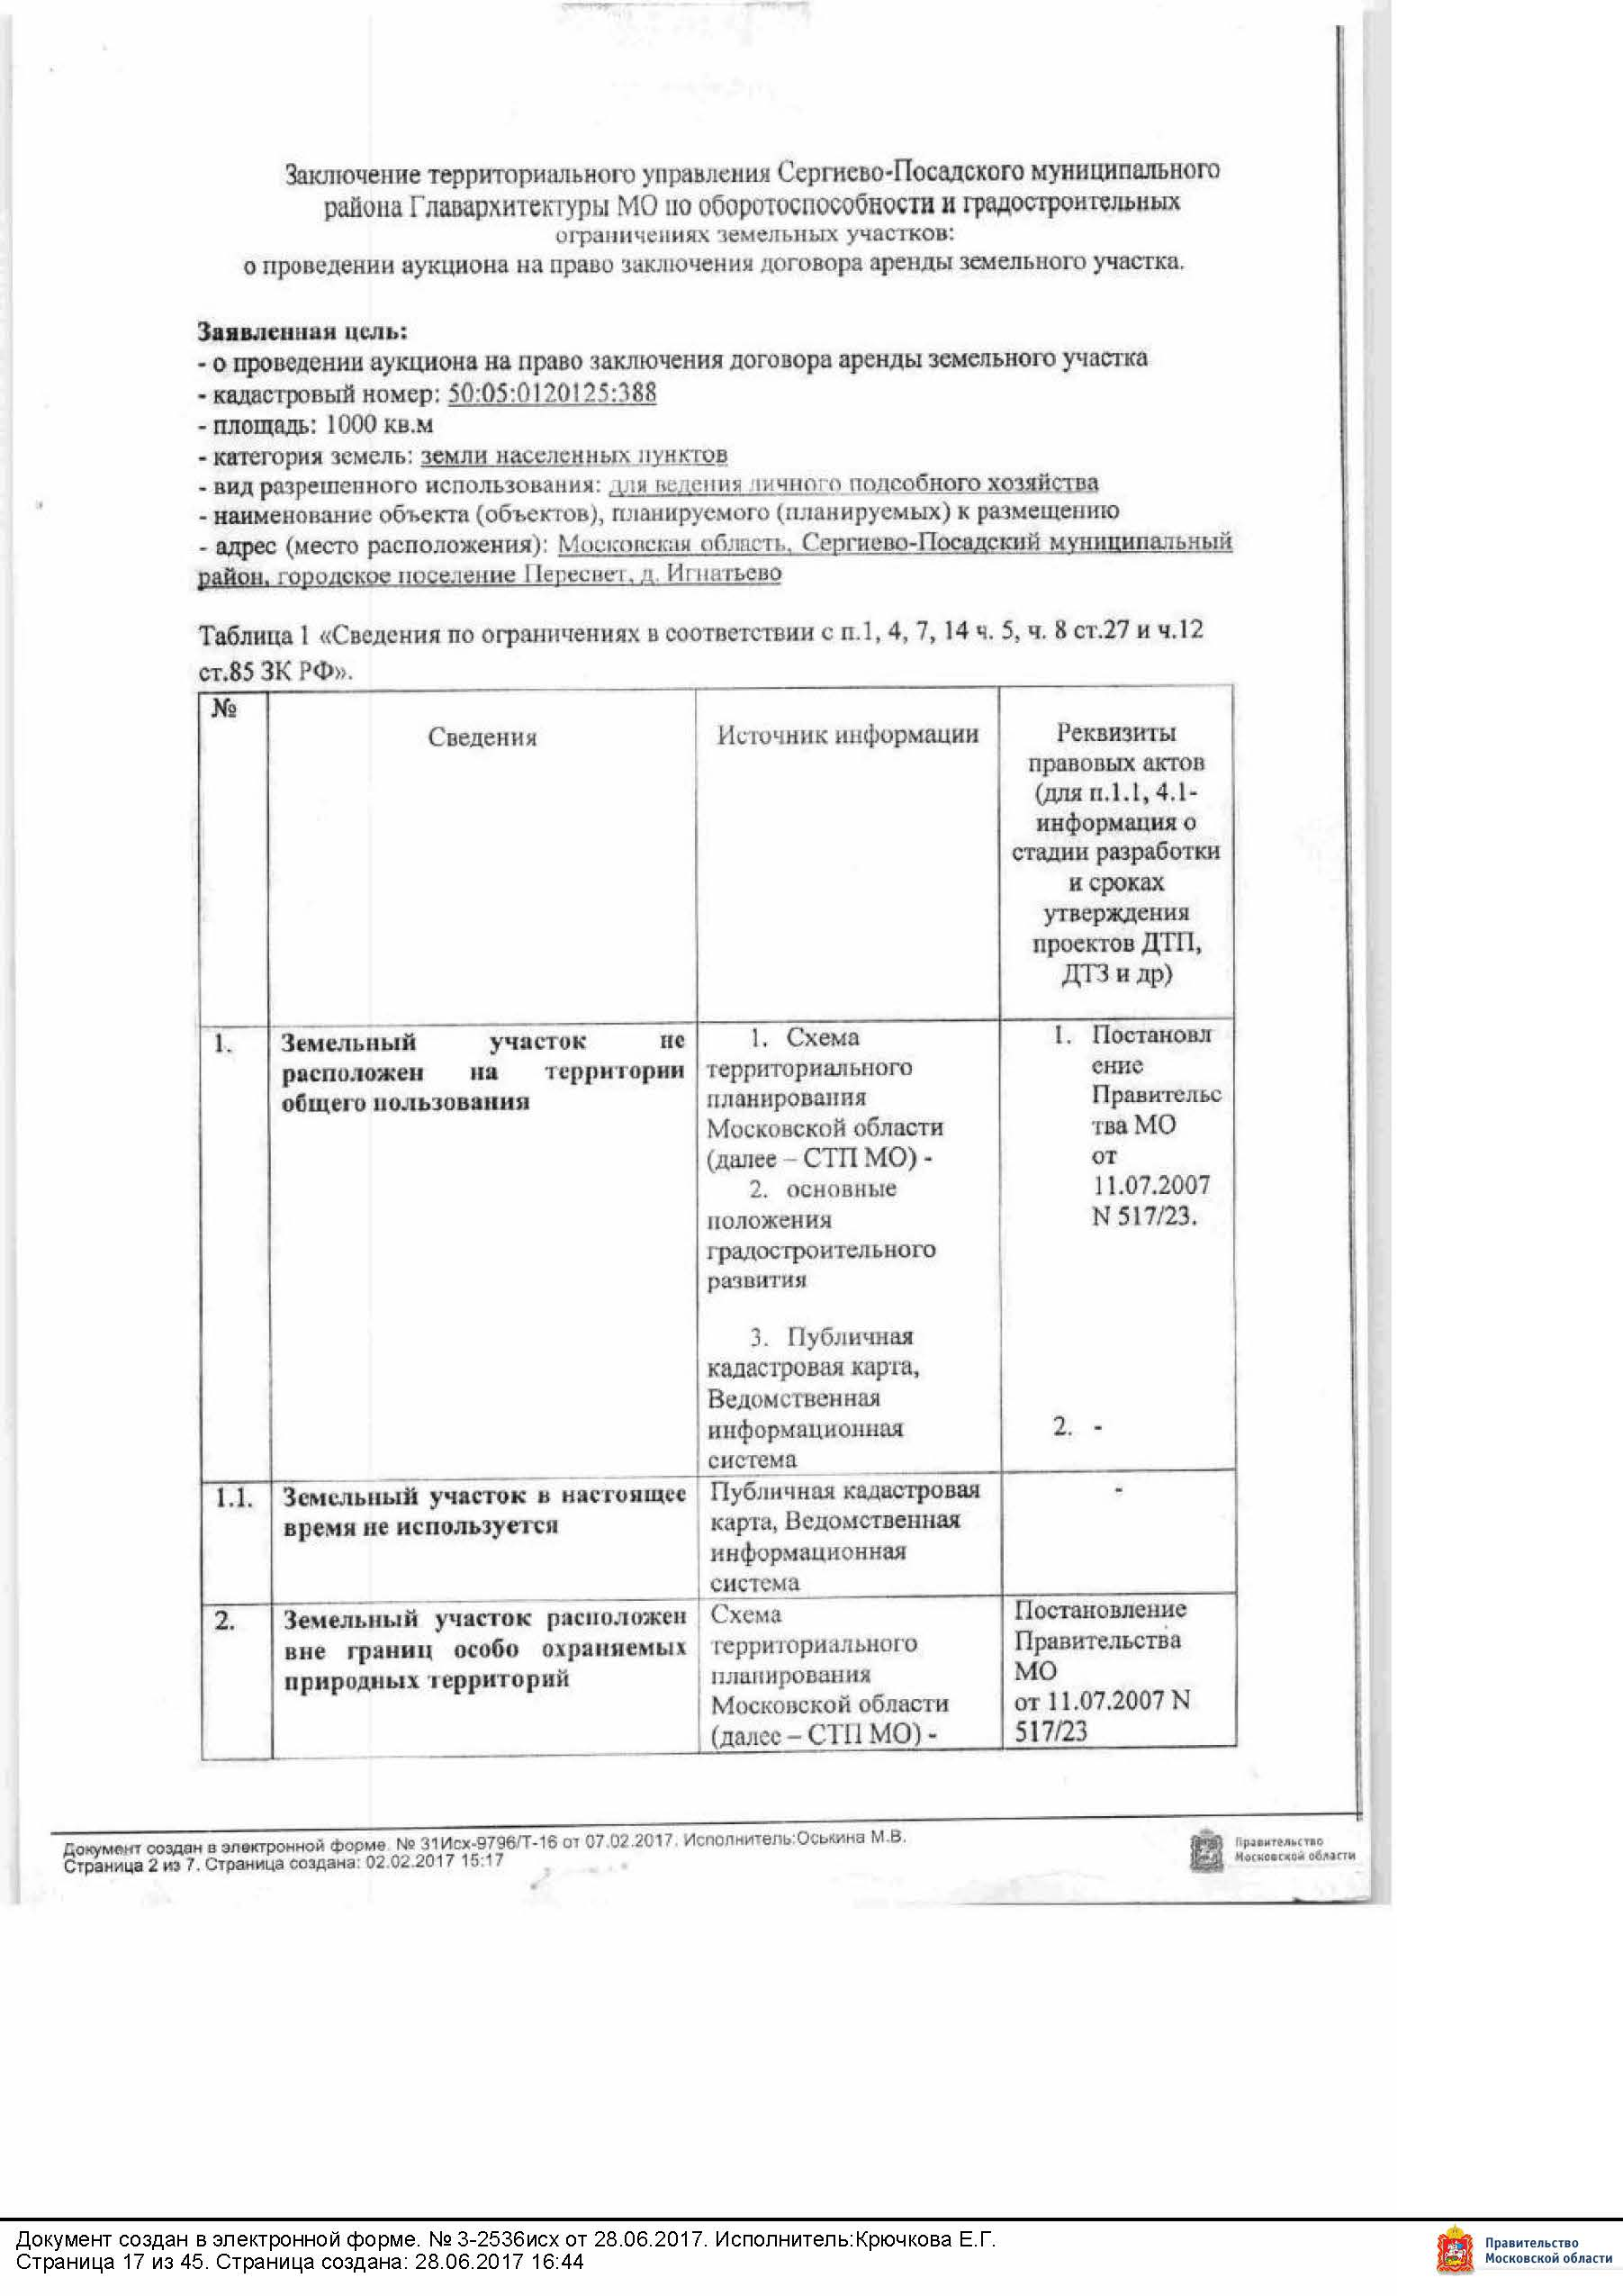 Заключение территориального управления Сергиево-Посадского муниципального
района Главархитектуры МО по оборотоспособности и градостроительных
ограничениях земельных участков:
о проведении аукциона на право заключения договора аренды земельного участка.
Заявленная цель:
- о проведении аукциона на право заключения договора аренды земельного участка
- кадастровый номер: 50:05:0120125:388
- площадь: 1000 кв.м
- категория земель: земли населенных пунктов
- вид разрешенного использования: для ведения личного подсобного хозяйства
- наименование объекта (объектов), планируемого (планируемых) к размещению
- адрес (место расположения): Московская область, Сергиево-Посадский муниципальный
район, городское поселение Пересвет, д. Игнатьево
Таблица 1 «Сведения по ограничениях в соответствии с п.1, 4, 7, 14 ч. 5, ч. 8 ст.27 и ч.12
ст.85 ЗК РФ».
№
Сведения
Источник информации
Реквизиты
правовых актов
(для п.1.1, 4.1-
информация о
стадии разработки
и сроках
утверждения
проектов ДТП,
ДТЗ и др)
1.
Земельный участок не
расположен на территории
общего пользования
1. Схема
территориального
планирования
Московской области
(далее – СТП МО) -
2. основные
положения
градостроительного
развития
3. Публичная
кадастровая карта,
Ведомственная
информационная
система
1. Постановл
ение
Правительс
тва МО
от
11.07.2007
N 517/23.
2. -
1.1.
Земельный участок в настоящее
время не используется
Публичная кадастровая
карта, Ведомственная
информационная
система
-
2.
Земельный участок расположен
вне границ особо охраняемых
природных территорий
Схема
территориального
планирования
Московской области
(далее – СТП МО) -
Постановление
Правительства
МО
от 11.07.2007 N
517/23
Документ создан в электронной форме. № 31Исх-9796/Т-16 от 07.02.2017. Исполнитель:Оськина М.В.
Страница 2 из 7. Страница создана: 02.02.2017 15:17
Правительство
Московской области
Документ создан в электронной форме. № 3-2536исх от 28.06.2017. Исполнитель:Крючкова Е.Г.
Страница 17 из 45. Страница создана: 28.06.2017 16:44
Правительство
Московской области